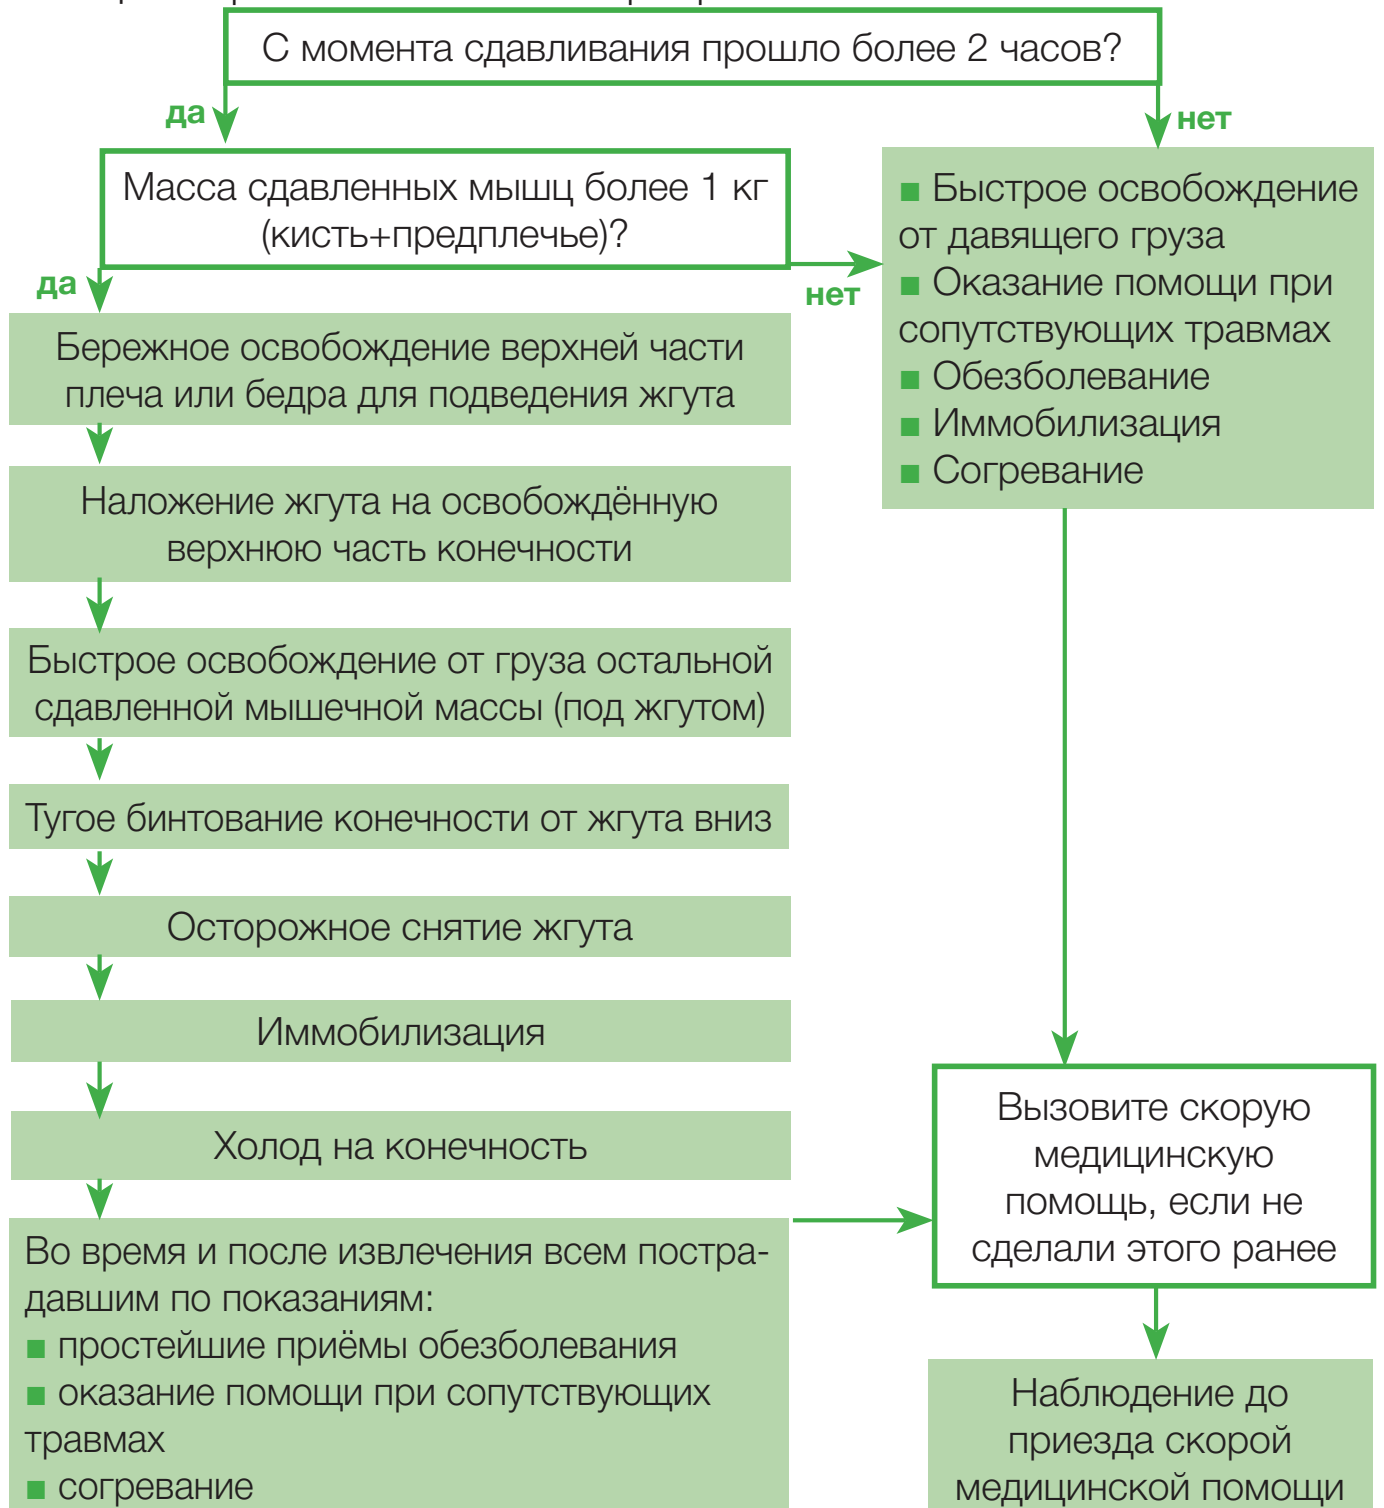 С момента сдавливания прошло более 2 часов?
да
нет
Масса сдавленных мышц более 1 кг
(кисть+предплечье)?
да
нет
■ Быстрое освобождение
от давящего груза
■ Оказание помощи при
сопутствующих травмах
■ Обезболевание
■ Иммобилизация
■ Согревание
Бережное освобождение верхней части
плеча или бедра для подведения жгута
Наложение жгута на освобождённую
верхнюю часть конечности
Быстрое освобождение от груза остальной
сдавленной мышечной массы (под жгутом)
Тугое бинтование конечности от жгута вниз
Осторожное снятие жгута
Иммобилизация
Холод на конечность
Во время и после извлечения всем постра-
давшим по показаниям:
■ простейшие приёмы обезболевания
■ оказание помощи при сопутствующих
травмах
■ согревание
Вызовите скорую
медицинскую
помощь, если не
сделали этого ранее
Наблюдение до
приезда скорой
медицинской помощи